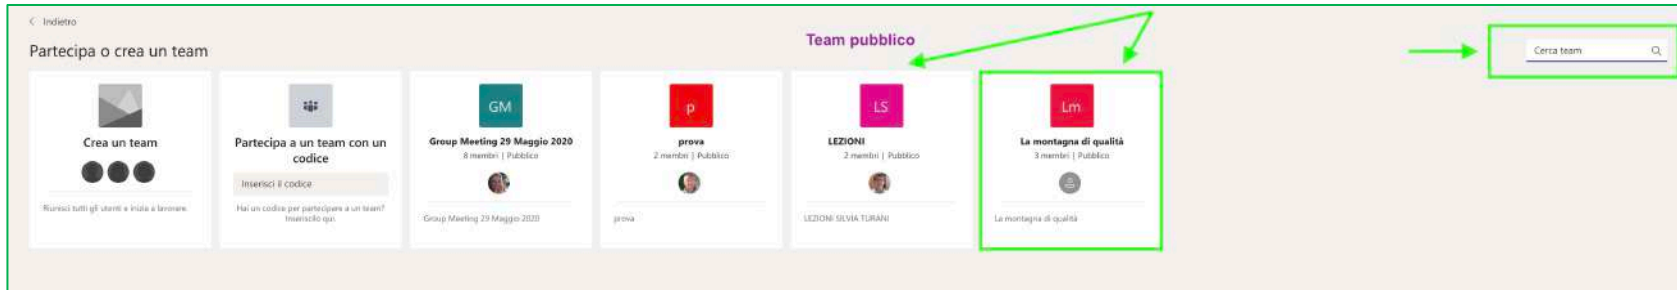 Indietro
Partecipa o crea un team
Team pubblico
Cerca team
Crea un team
Riunisci tutti gli utenti e inizia a lavorare.
Partecipa a un team con un
codice
Inserisci il codice
Hai un codice per partecipare a un team?
Inseriscilo qui.
GM
Group Meeting 29 Maggio 2020
8 membri | Pubblico
Group Meeting 29 Maggio 2020
p
prova
2 membri | Pubblico
prova
LS
LEZIONI
2 membri | Pubblico
LEZIONI SILVIA TURANI
Lm
La montagna di qualità
3 membri | Pubblico
La montagna di qualità